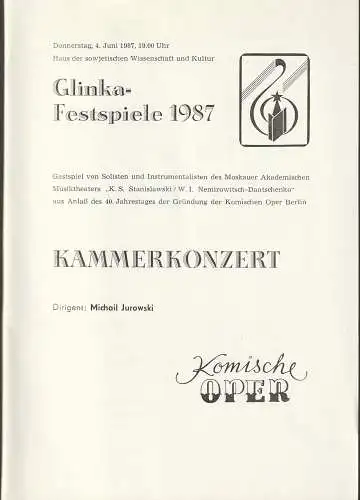 Donnerstag, 4. Juni 1987, 19.00 Uhr
Haus der sowjetischen Wissenschaft und Kultur
Glinka-
Festspiele 1987
Gastspiel von Solisten und Instrumentalisten des Moskauer Akademischen
Musiktheaters „K. S. Stanislawski / W. I. Nemirowitsch-Dantschenko"
aus Anlaß des 40. Jahrestages der Gründung der Komischen Oper Berlin
KAMMERKONZERT
Dirigent: Michail Jurowski
Komische
OPER